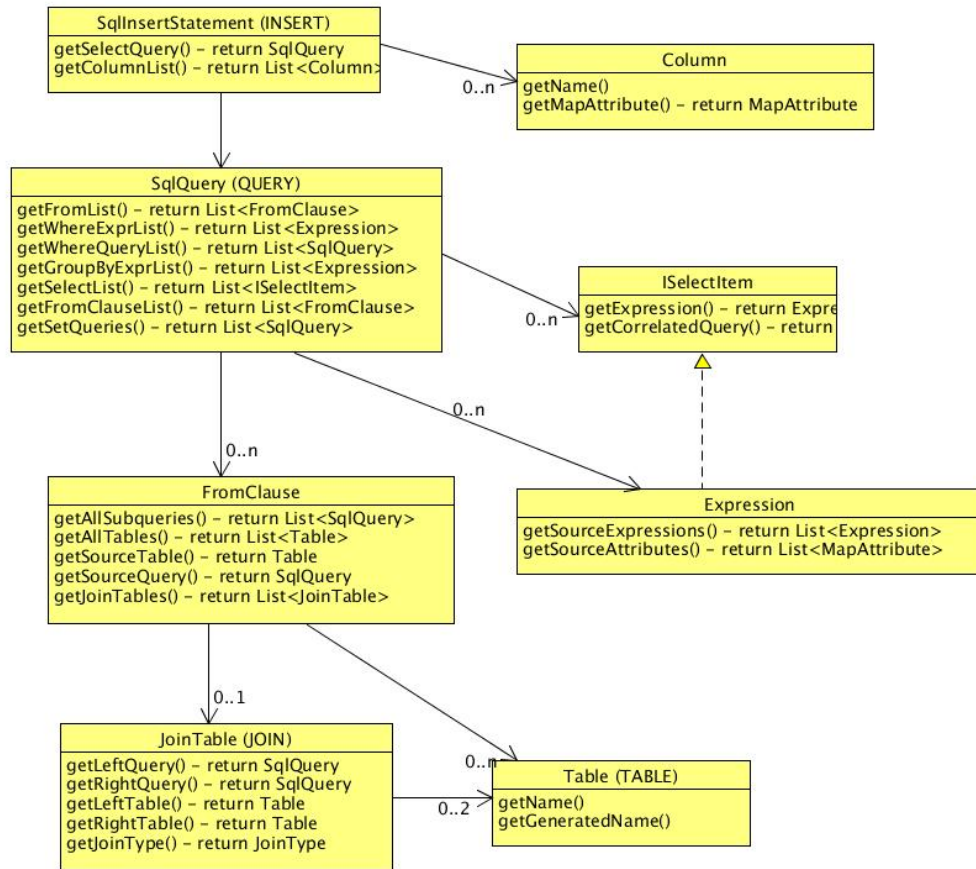 SqlInsertStatement (INSERT)
getSelectQuery() – return SqlQuery
getColumnList() – return List<Column>
Column
getName()
getMapAttribute() – return MapAttribute
0..n
SqlQuery (QUERY)
getFromList() – return List<FromClause>
getWhereExprList() – return List<Expression>
getWhereQueryList() – return List<SqlQuery>
getGroupByExprList() – return List<Expression>
getSelectList() – return List<ISelectItem>
getFromClauseList() – return List<FromClause>
getSetQueries() – return List<SqlQuery>
ISelectItem
getExpression() – return Expre
getCorrelatedQuery() – return
0..n
0..n
0..n
FromClause
getAllSubqueries() – return List<SqlQuery>
getAllTables() – return List<Table>
getSourceTable() – return Table
getSourceQuery() – return SqlQuery
getJoinTables() – return List<JoinTable>
Expression
getSourceExpressions() – return List<Expression>
getSourceAttributes() – return List<MapAttribute>
0..1
JoinTable (JOIN)
getLeftQuery() – return SqlQuery
getRightQuery() – return SqlQuery
getLeftTable() – return Table
getRightTable() – return Table
getJoinType() – return JoinType
0..n
0..2
Table (TABLE)
getName()
getGeneratedName()